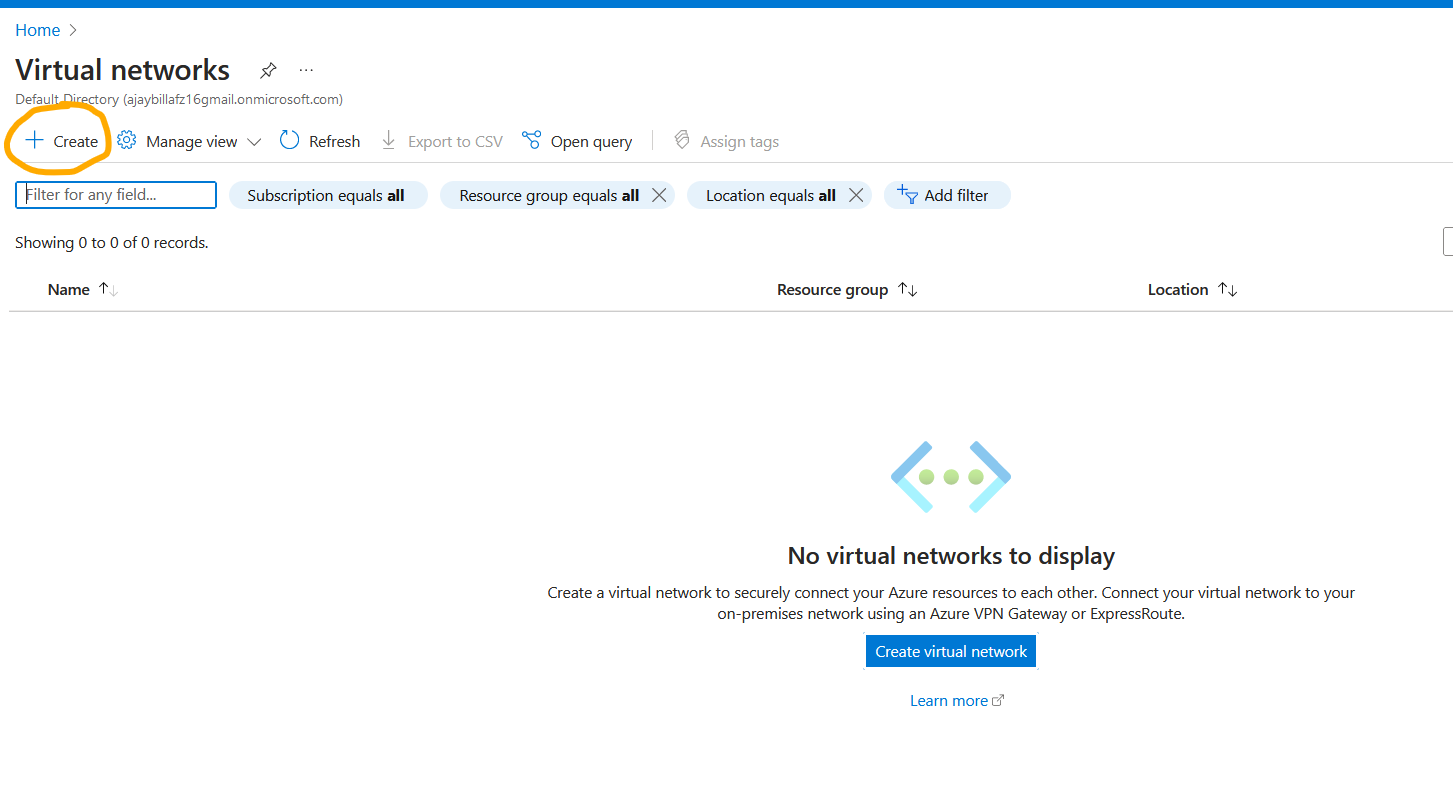 Home
Virtual networks
Default Directory (ajaybillafz16gmail.onmicrosoft.com)
Create Manage view Refresh Export to CSV Open query Assign tags
Filter for any field... Subscription equals all Resource group equals all Location equals all Add filter
Showing 0 to 0 of 0 records.
Name Resource group Location
No virtual networks to display
Create a virtual network to securely connect your Azure resources to each other. Connect your virtual network to your
on-premises network using an Azure VPN Gateway or ExpressRoute.
Create virtual network
Learn more